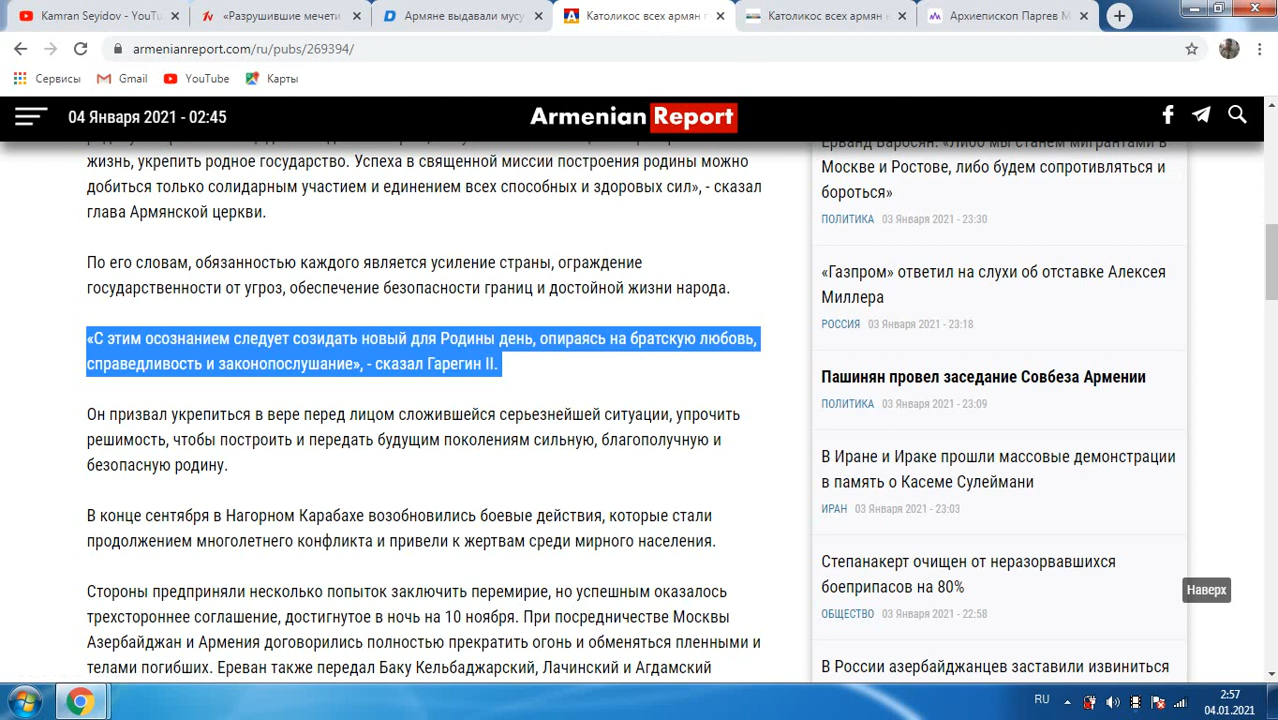 Kamran Seyidov - YouTu
«Разрушившие мечети
Армяне выдавали мусу
Католикос всех армян п
Католикос всех армян н
Архиепископ Паргев М
armenianreport.com/ru/pubs/269394/
Сервисы
Gmail
YouTube
Карты
04 Января 2021 - 02:45
Armenian Report
жизнь, укрепить родное государство. Успеха в священной миссии построения родины можно
добиться только солидарным участием и единением всех способных и здоровых сил», - сказал
глава Армянской церкви.
По его словам, обязанностью каждого является усиление страны, ограждение
государственности от угроз, обеспечение безопасности границ и достойной жизни народа.
«С этим осознанием следует созидать новый для Родины день, опираясь на братскую любовь,
справедливость и законопослушание», - сказал Гарегин II.
Он призвал укрепиться в вере перед лицом сложившейся серьезнейшей ситуации, упрочить
решимость, чтобы построить и передать будущим поколениям сильную, благополучную и
безопасную родину.
В конце сентября в Нагорном Карабахе возобновились боевые действия, которые стали
продолжением многолетнего конфликта и привели к жертвам среди мирного населения.
Стороны предприняли несколько попыток заключить перемирие, но успешным оказалось
трехстороннее соглашение, достигнутое в ночь на 10 ноября. При посредничестве Москвы
Азербайджан и Армения договорились полностью прекратить огонь и обменяться пленными и
телами погибших. Ереван также передал Баку Кельбаджарский, Лачинский и Агдамский
Ерванд Варосян: «Либо мы станем мигрантами в
Москве и Ростове, либо будем сопротивляться и
бороться»
ПОЛИТИКА 03 Января 2021 - 23:30
«Газпром» ответил на слухи об отставке Алексея
Миллера
РОССИЯ 03 Января 2021 - 23:18
Пашинян провел заседание Совбеза Армении
ПОЛИТИКА 03 Января 2021 - 23:09
В Иране и Ираке прошли массовые демонстрации
в память о Касеме Сулеймани
ИРАН 03 Января 2021 - 23:03
Степанакерт очищен от неразорвавшихся
боеприпасов на 80%
ОБЩЕСТВО 03 Января 2021 - 22:58
В России азербайджанцев заставили извиниться
Наверх
RU
2:57
04.01.2021